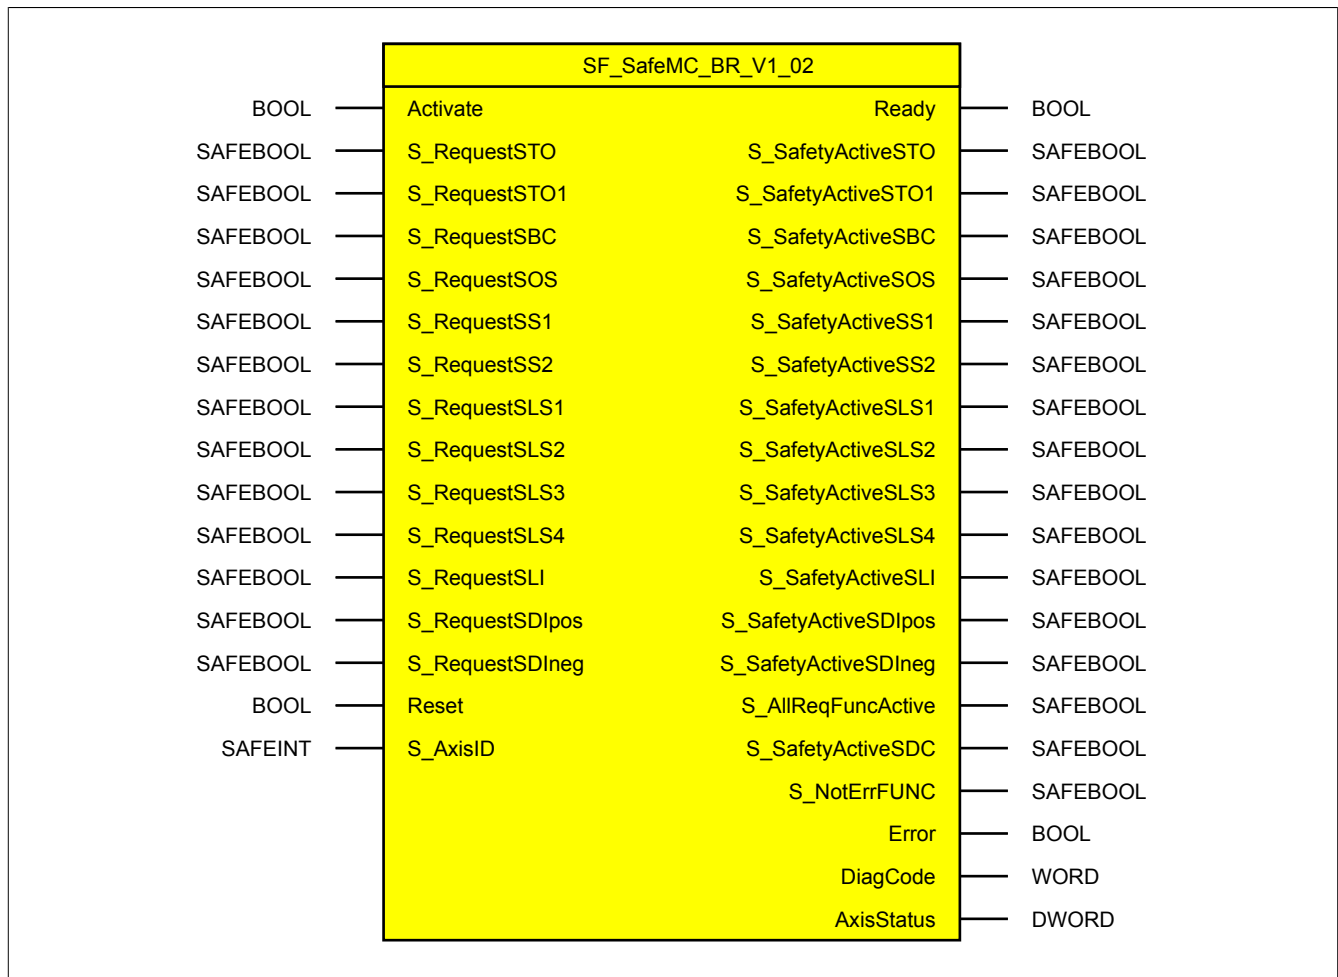 SF_SafeMC_BR_V1_02
BOOL Activate Ready BOOL
SAFEBOOL S_RequestSTO S_SafetyActiveSTO SAFEBOOL
SAFEBOOL S_RequestSTO1 S_SafetyActiveSTO1 SAFEBOOL
SAFEBOOL S_RequestSBC S_SafetyActiveSBC SAFEBOOL
SAFEBOOL S_RequestSOS S_SafetyActiveSOS SAFEBOOL
SAFEBOOL S_RequestSS1 S_SafetyActiveSS1 SAFEBOOL
SAFEBOOL S_RequestSS2 S_SafetyActiveSS2 SAFEBOOL
SAFEBOOL S_RequestSLS1 S_SafetyActiveSLS1 SAFEBOOL
SAFEBOOL S_RequestSLS2 S_SafetyActiveSLS2 SAFEBOOL
SAFEBOOL S_RequestSLS3 S_SafetyActiveSLS3 SAFEBOOL
SAFEBOOL S_RequestSLS4 S_SafetyActiveSLS4 SAFEBOOL
SAFEBOOL S_RequestSLI S_SafetyActiveSLI SAFEBOOL
SAFEBOOL S_RequestSDIpos S_SafetyActiveSDIpos SAFEBOOL
SAFEBOOL S_RequestSDIneg S_SafetyActiveSDIneg SAFEBOOL
BOOL Reset S_AllReqFuncActive SAFEBOOL
SAFEINT S_AxisID S_SafetyActiveSDC SAFEBOOL
S_NotErrFUNC SAFEBOOL
Error BOOL
DiagCode WORD
AxisStatus DWORD